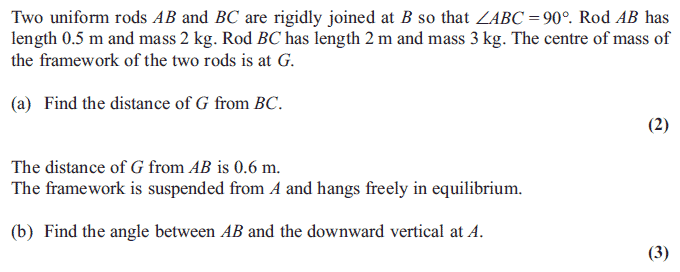 Two uniform rods AB and BC are rigidly joined at B so that ∠ABC = 90°. Rod AB has
length 0.5 m and mass 2 kg. Rod BC has length 2 m and mass 3 kg. The centre of mass of
the framework of the two rods is at G.
(a) Find the distance of G from BC.
(2)
The distance of G from AB is 0.6 m.
The framework is suspended from A and hangs freely in equilibrium.
(b) Find the angle between AB and the downward vertical at A.
(3)